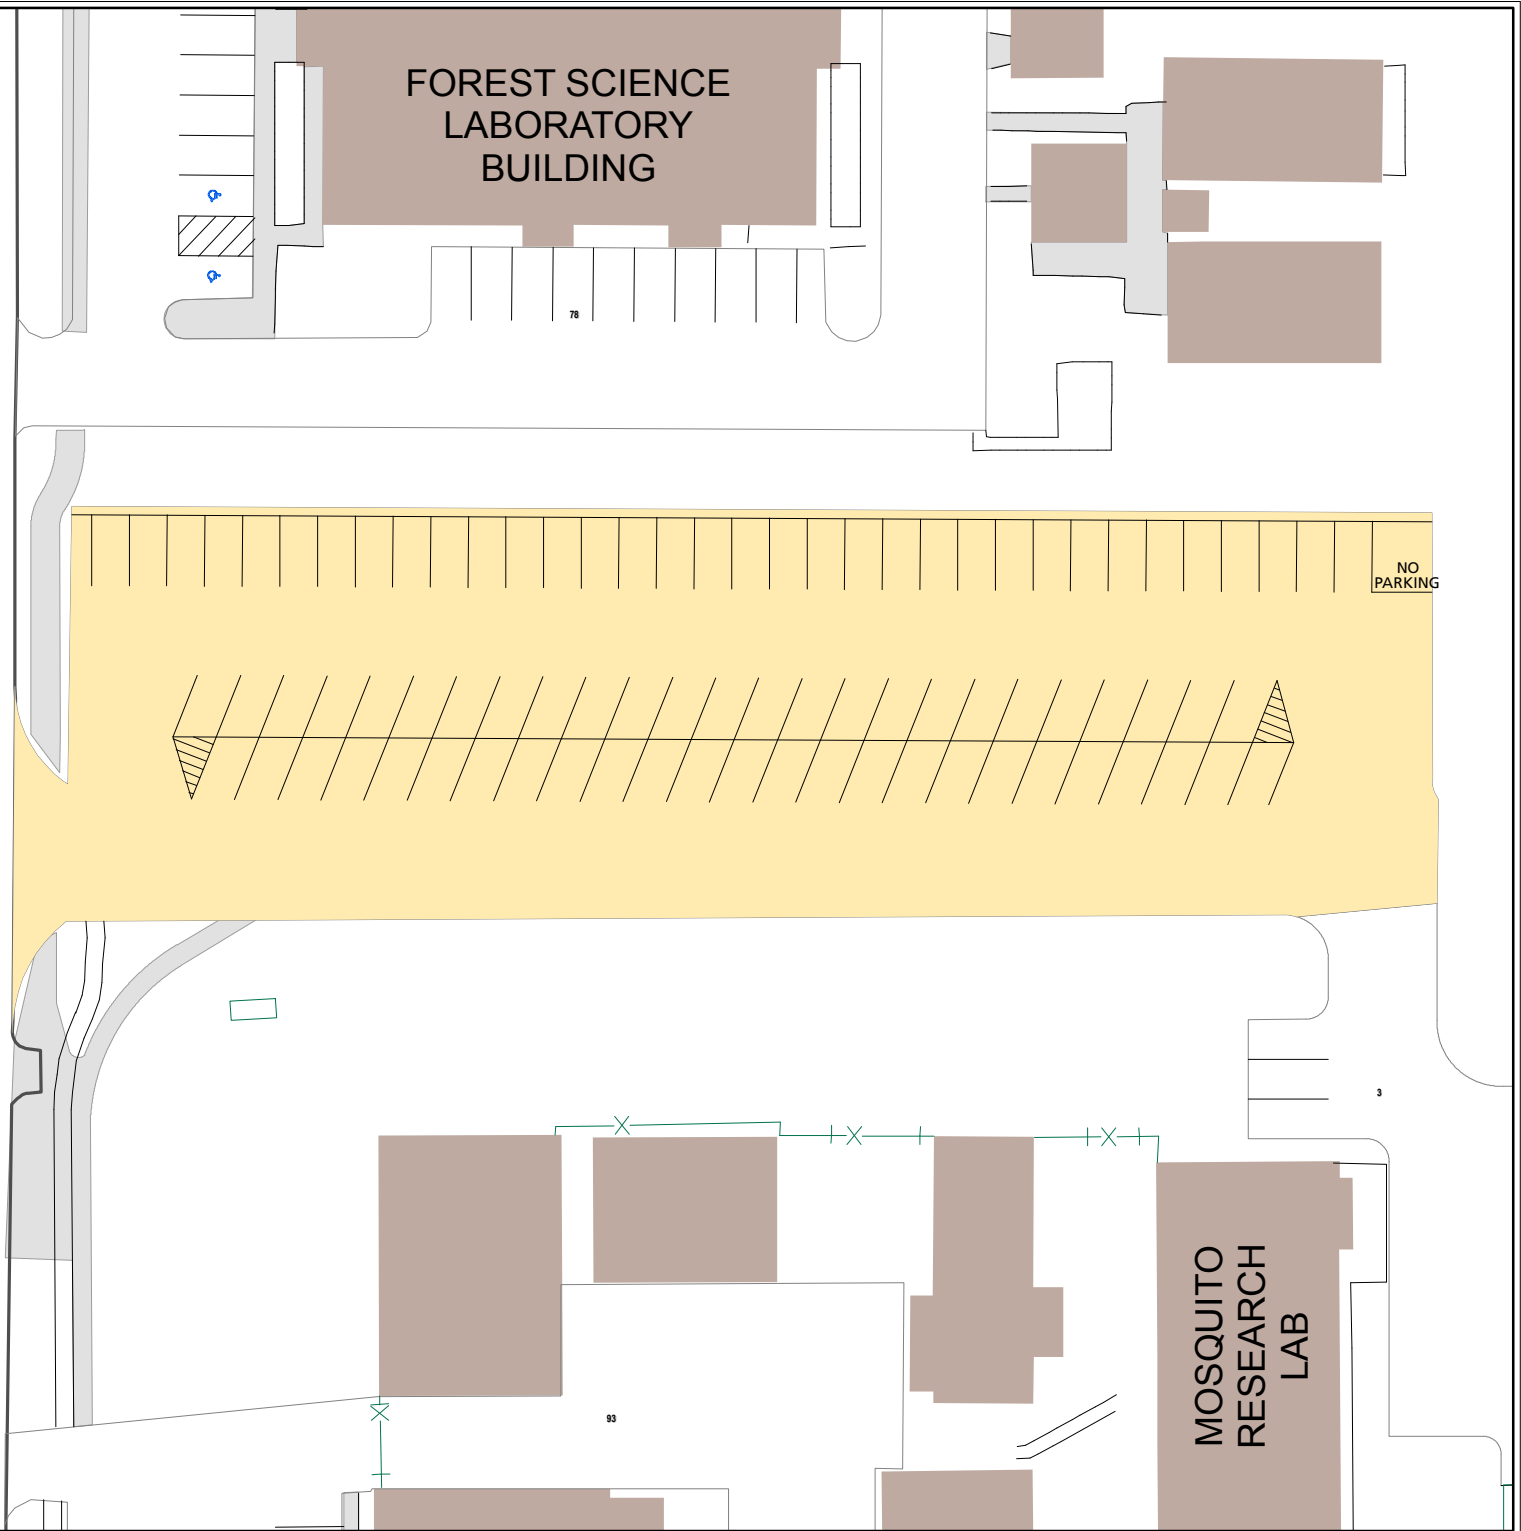 FOREST SCIENCE
LABORATORY
BUILDING
78
NO
PARKING
3
MOSQUITO
RESEARCH
LAB
93